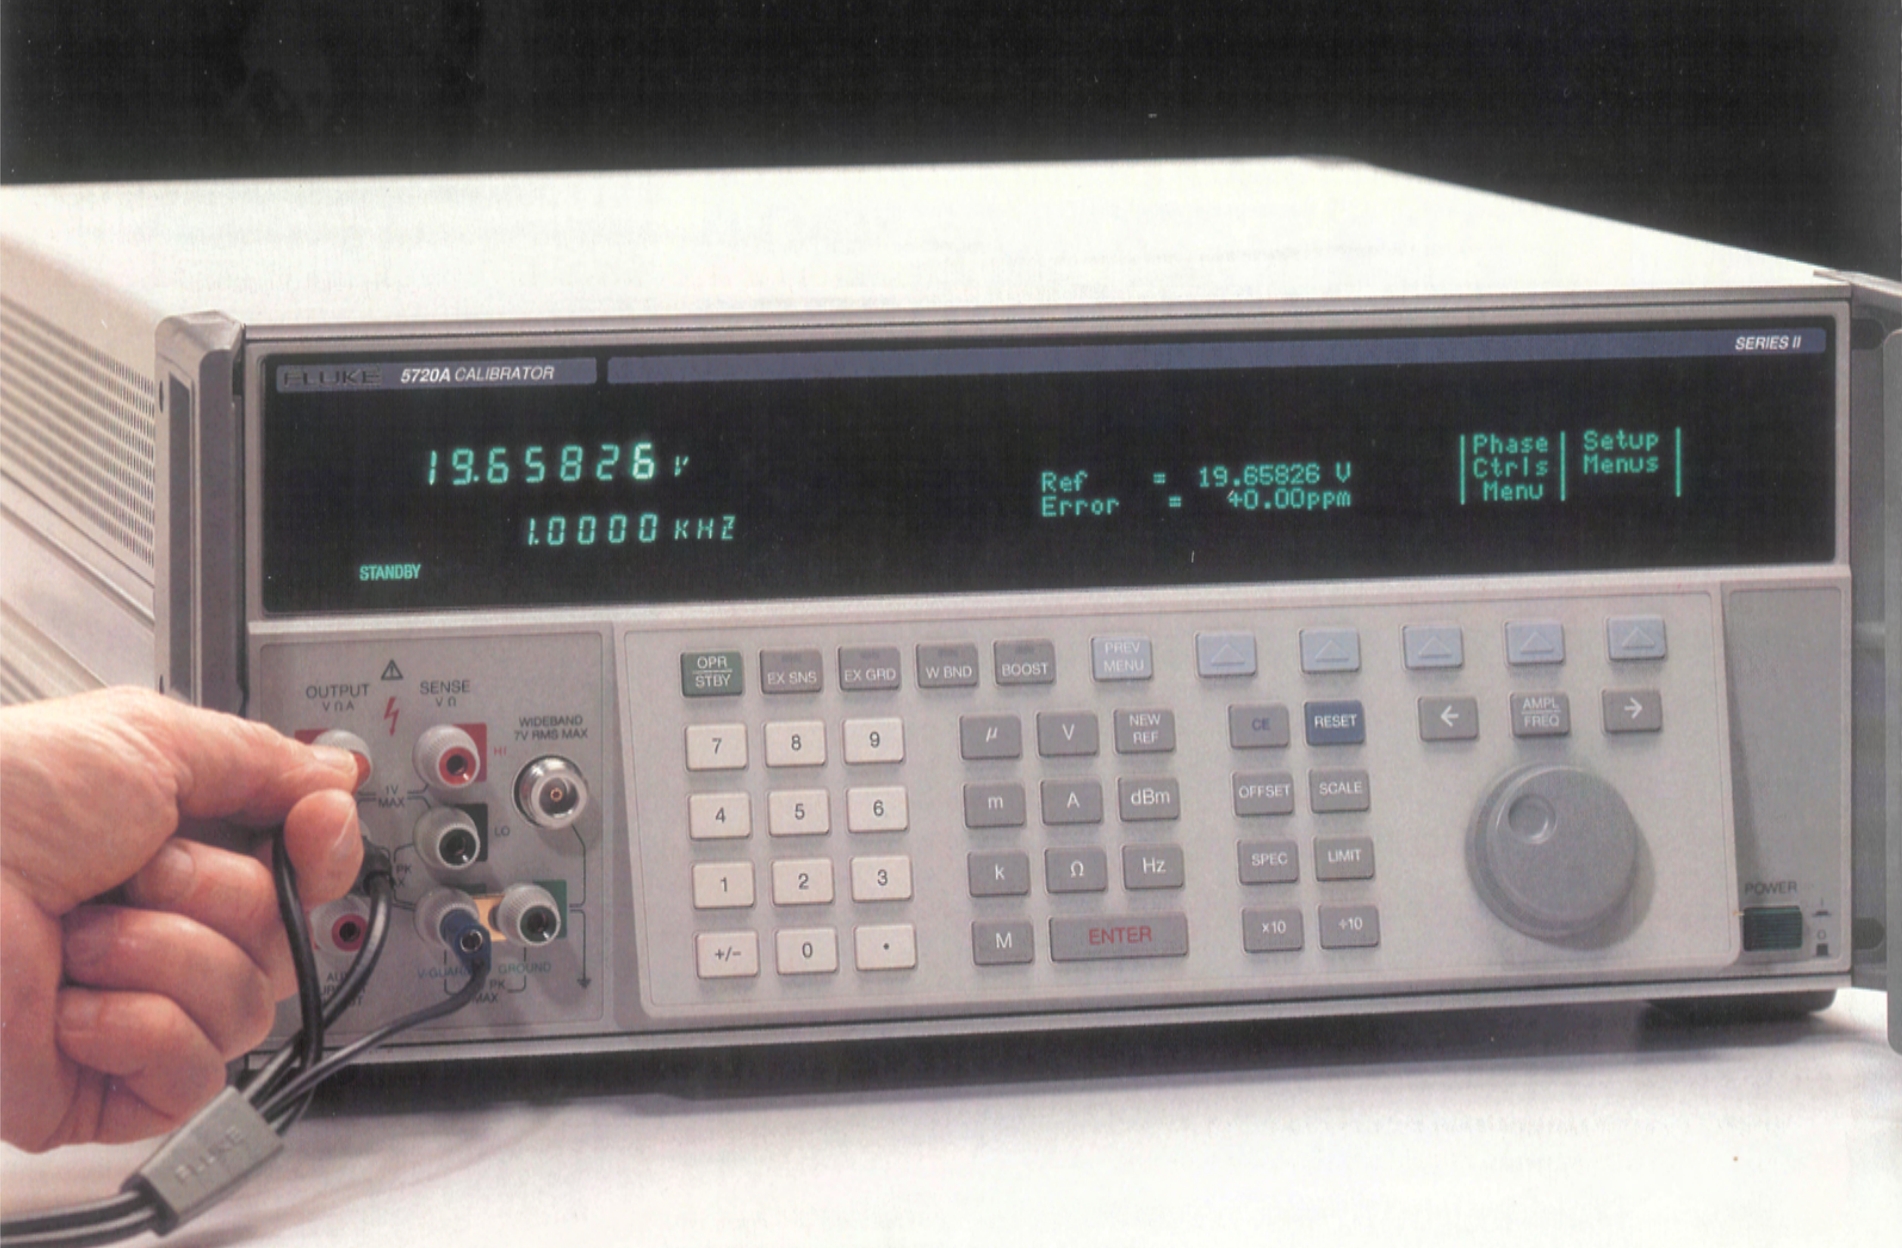 FLUKE 5720A CALIBRATOR
SERIES II
19.65826 V
1.0000 KHZ
STANDBY
Ref = 19.65826 V
Error = +0.00ppm
Phase
Ctrls
Menu
Setup
Menus
OUTPUT
V Ω A
SENSE
V Ω
WIDEBAND
7V RMS MAX
HI
1V
MAX
LO
PK
V-GUARD
GROUND
PK
MAX
OPR
STBY
EX SNS
EX GRD
W BND
BOOST
PREV
MENU
7 8 9
μ V NEW
REF
CE RESET
← AMPL
FREQ →
4 5 6
m A dBm
OFFSET SCALE
1 2 3
k Ω Hz
SPEC LIMIT
+/- 0 •
M ENTER
x10 ÷10
POWER
I
O
FLUKE